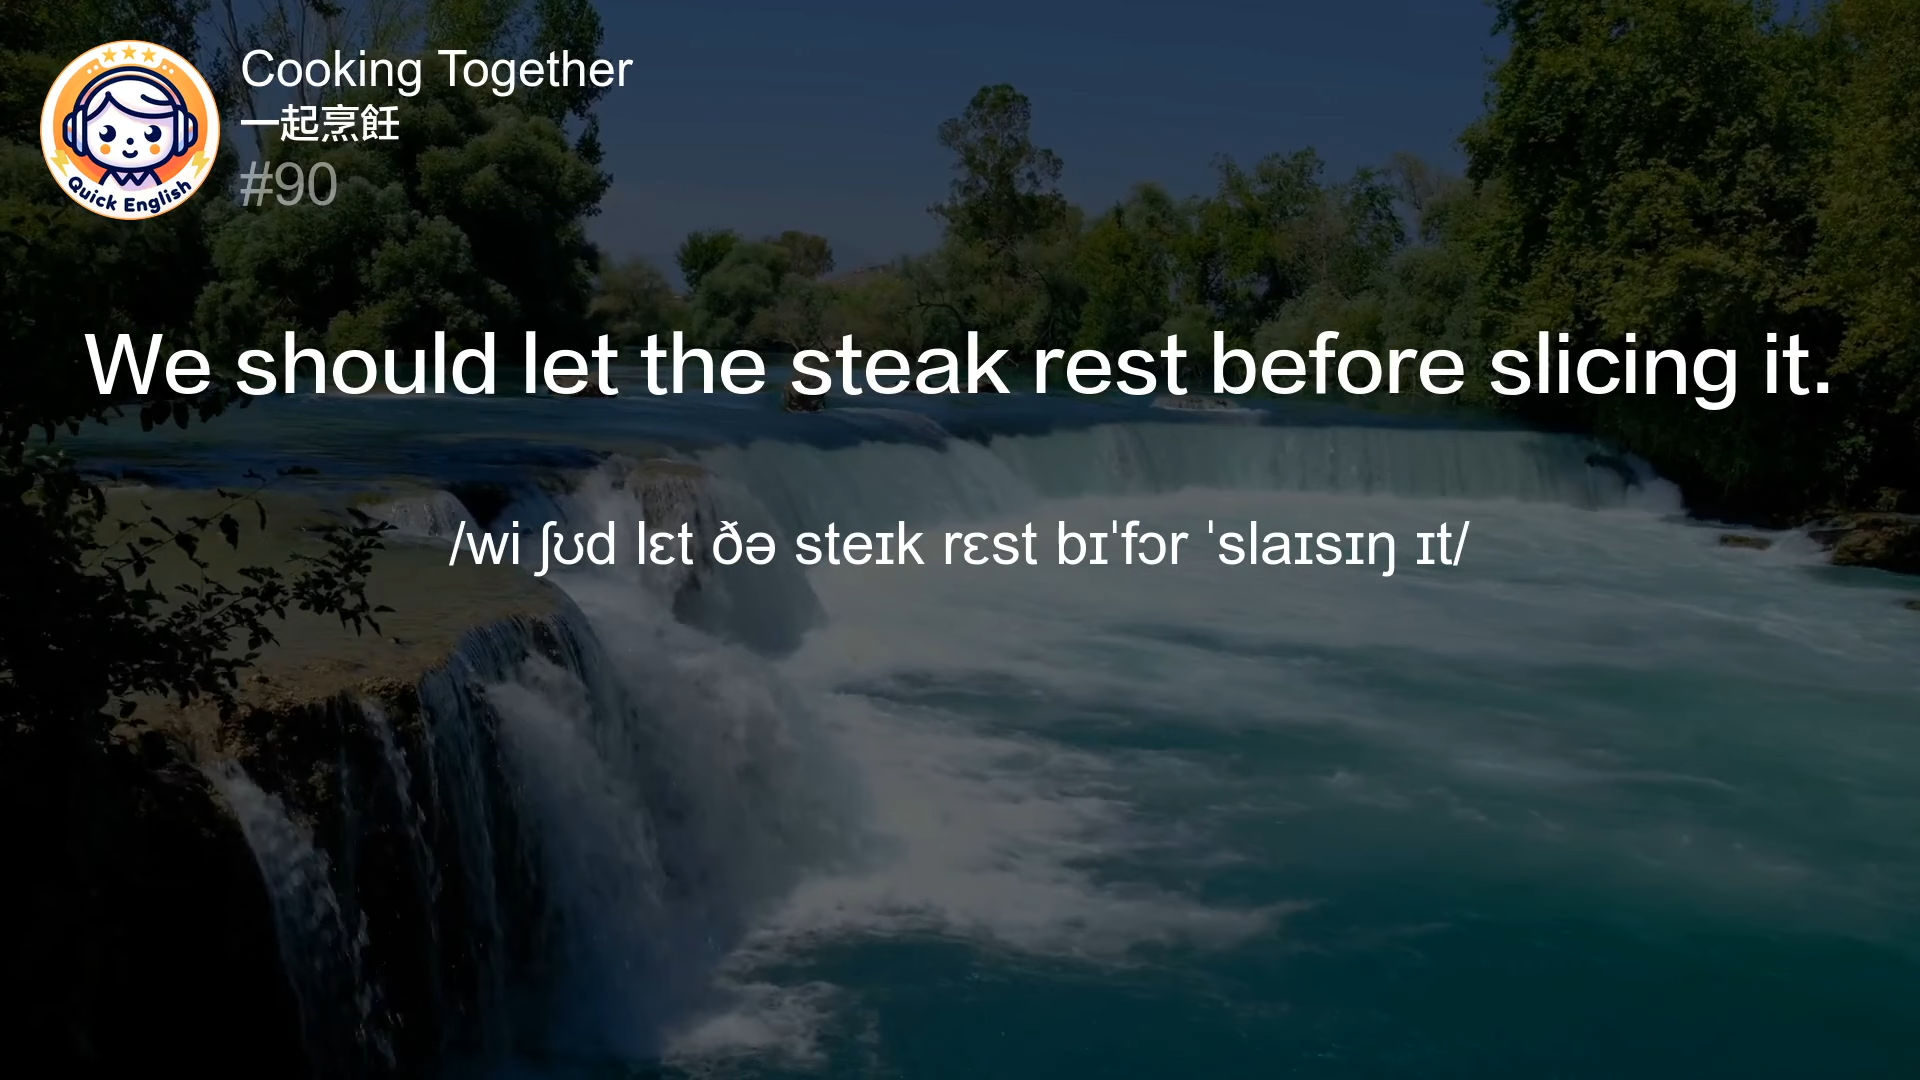 Cooking Together
一起烹飪
#90
Quick English
We should let the steak rest before slicing it.
/wi ʃʊd lɛt ðə steɪk rɛst bɪˈfɔr ˈslaɪsɪŋ ɪt/